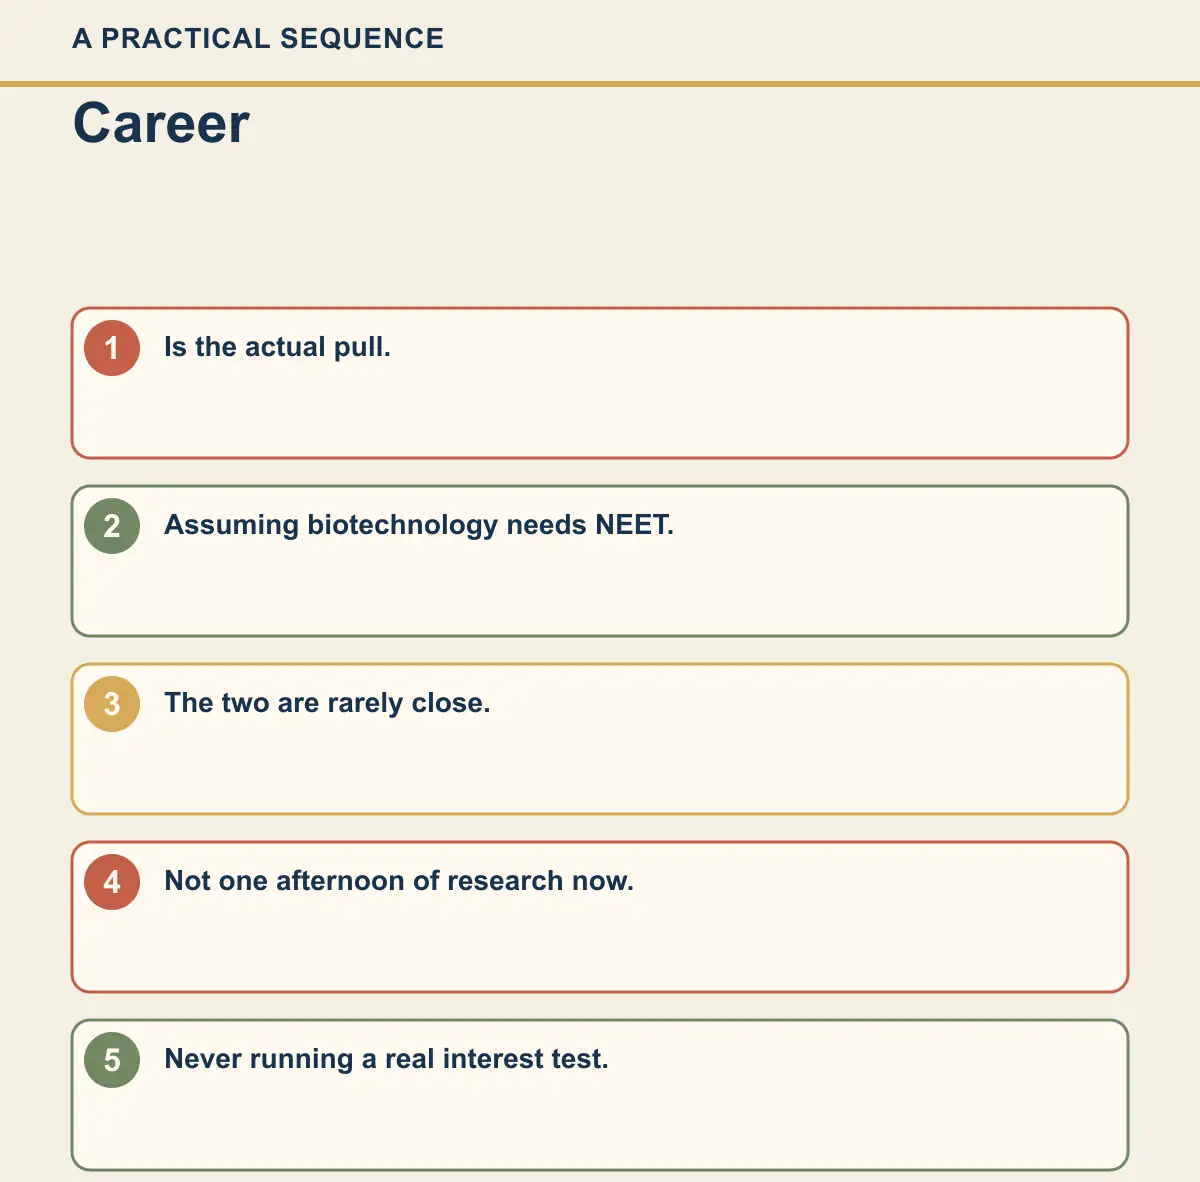 A PRACTICAL SEQUENCE
Career
1 Is the actual pull.
2 Assuming biotechnology needs NEET.
3 The two are rarely close.
4 Not one afternoon of research now.
5 Never running a real interest test.